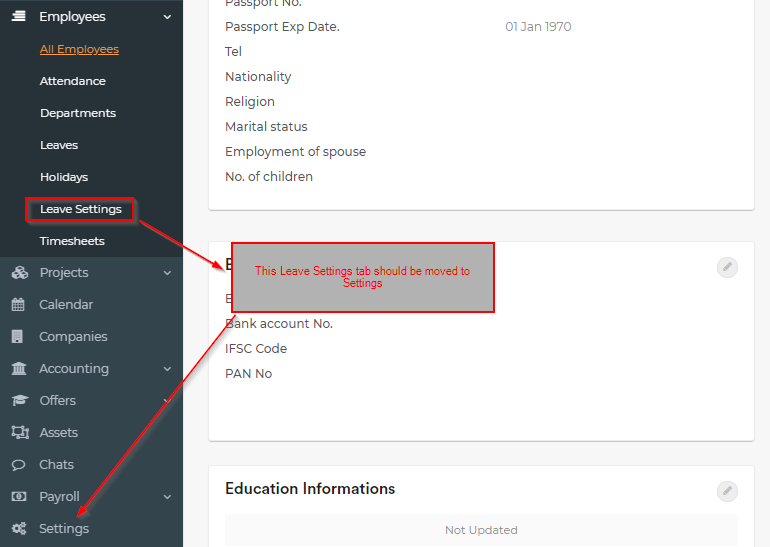 Employees
All Employees
Attendance
Departments
Leaves
Holidays
Leave Settings
Timesheets
Projects
Calendar
Companies
Accounting
Offers
Assets
Chats
Payroll
Settings
Passport No.
Passport Exp Date. 01 Jan 1970
Tel
Nationality
Religion
Marital status
Employment of spouse
No. of children
This Leave Settings tab should be moved to
Settings
Bank account No.
IFSC Code
PAN No
Education Informations
Not Updated